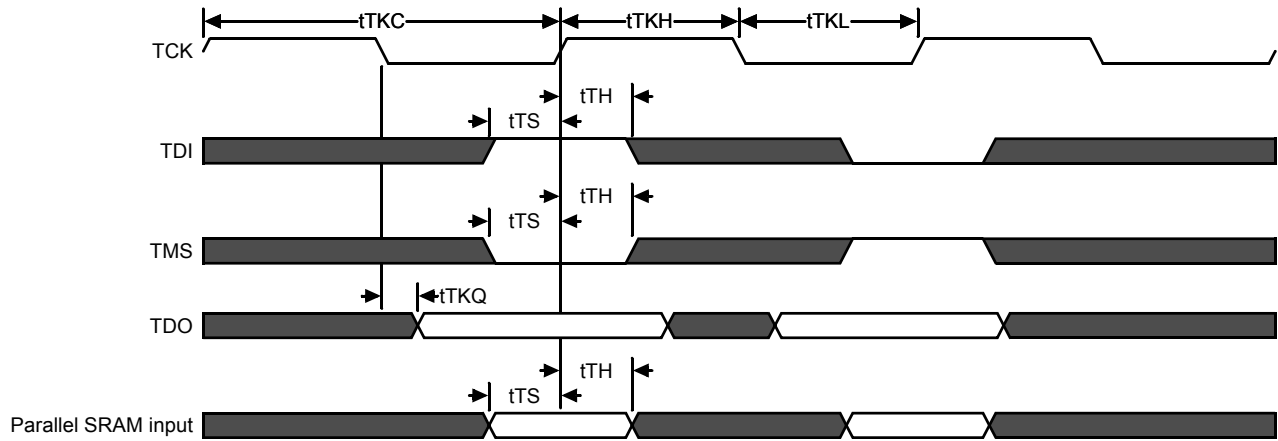 tTKC
tTKH
tTKL
TCK
tTH
tTS
TDI
tTH
tTS
TMS
tTKQ
TDO
tTH
tTS
Parallel SRAM input